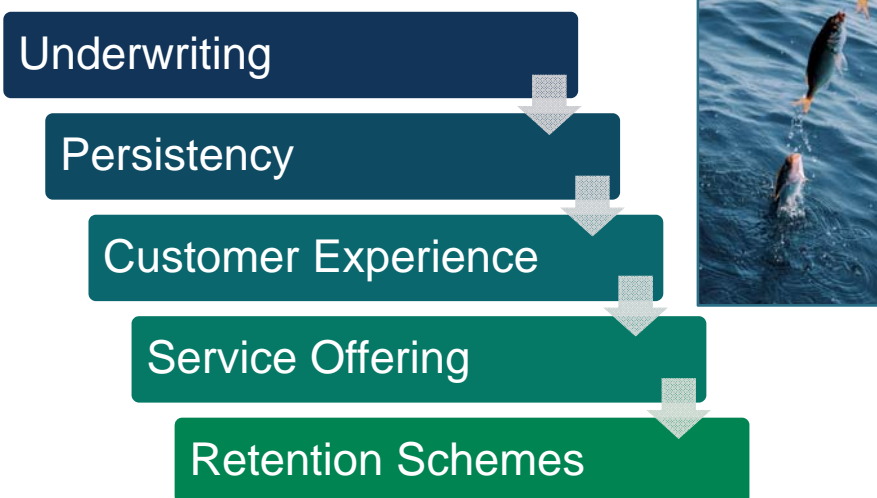 Underwriting
Persistency
Customer Experience
Service Offering
Retention Schemes